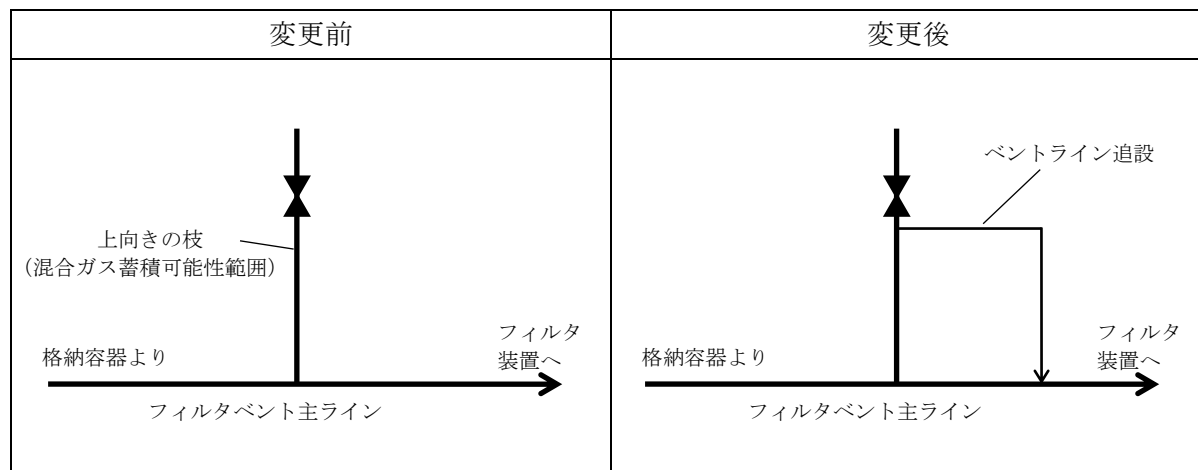 変更前
変更後
上向きの枝
（混合ガス蓄積可能性範囲）
格納容器より
フィルタ
装置へ
フィルタベント主ライン
ベントライン追設
格納容器より
フィルタ
装置へ
フィルタベント主ライン